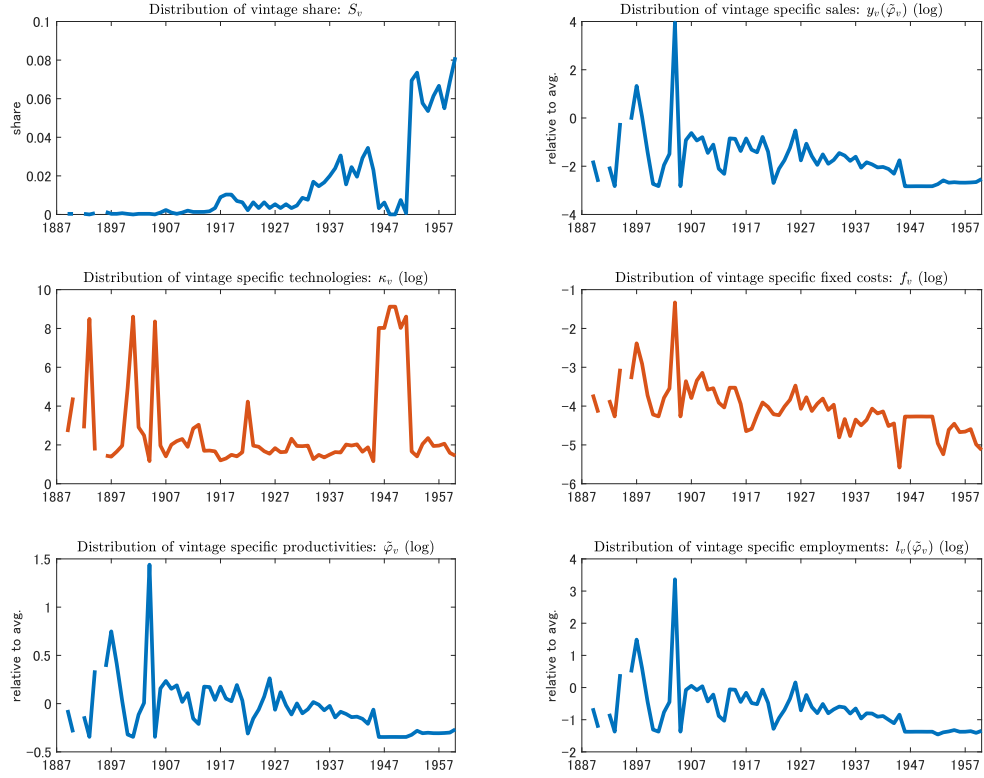 Distribution of vintage share: Sᵥ
0.1
0.08
0.06
0.04
0.02
0
share
1887 1897 1907 1917 1927 1937 1947 1957
Distribution of vintage specific sales: yᵥ(φ̃ᵥ) (log)
4
2
0
−2
−4
relative to avg.
1887 1897 1907 1917 1927 1937 1947 1957
Distribution of vintage specific technologies: κᵥ (log)
10
8
6
4
2
0
1887 1897 1907 1917 1927 1937 1947 1957
Distribution of vintage specific fixed costs: fᵥ (log)
−1
−2
−3
−4
−5
−6
1887 1897 1907 1917 1927 1937 1947 1957
Distribution of vintage specific productivities: φ̃ᵥ (log)
1.5
1
0.5
0
−0.5
relative to avg.
1887 1897 1907 1917 1927 1937 1947 1957
Distribution of vintage specific employments: lᵥ(φ̃ᵥ) (log)
4
3
2
1
0
−1
−2
relative to avg.
1887 1897 1907 1917 1927 1937 1947 1957